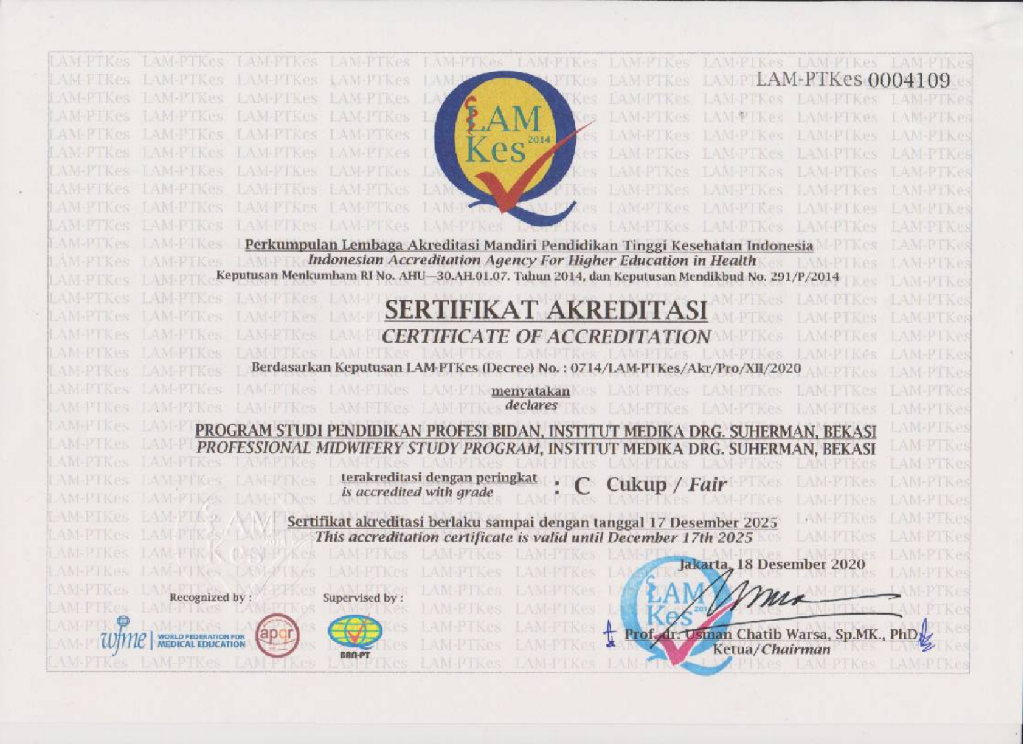 LAM-PTKes 0004109
LAM
Kes 2014
Perkumpulan Lembaga Akreditasi Mandiri Pendidikan Tinggi Kesehatan Indonesia
Indonesian Accreditation Agency For Higher Education in Health
Keputusan Menkumham RI No. AHU—30.AH.01.07. Tahun 2014, dan Keputusan Mendikbud No. 291/P/2014
SERTIFIKAT AKREDITASI
CERTIFICATE OF ACCREDITATION
Berdasarkan Keputusan LAM-PTKes (Decree) No. : 0714/LAM-PTKes/Akr/Pro/XII/2020
menyatakan
declares
PROGRAM STUDI PENDIDIKAN PROFESI BIDAN, INSTITUT MEDIKA DRG. SUHERMAN, BEKASI
PROFESSIONAL MIDWIFERY STUDY PROGRAM, INSTITUT MEDIKA DRG. SUHERMAN, BEKASI
terakreditasi dengan peringkat
is accredited with grade
: C Cukup / Fair
Sertifikat akreditasi berlaku sampai dengan tanggal 17 Desember 2025
This accreditation certificate is valid until December 17th 2025
Jakarta, 18 Desember 2020
Recognized by :
Supervised by :
LAM
Kes
wfme WORLD FEDERATION FOR
MEDICAL EDUCATION
apqr
BAN-PT
Prof. dr. Usman Chatib Warsa, Sp.MK., PhD
Ketua/Chairman